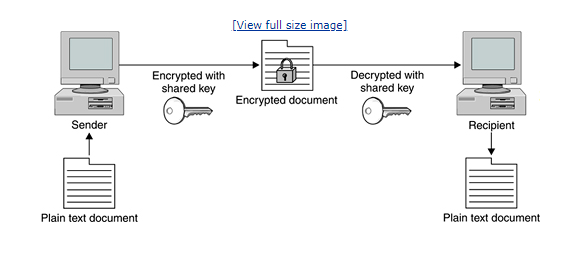 [View full size image]
Encrypted with
shared key
Decrypted with
shared key
Encrypted document
Sender
Recipient
Plain text document
Plain text document